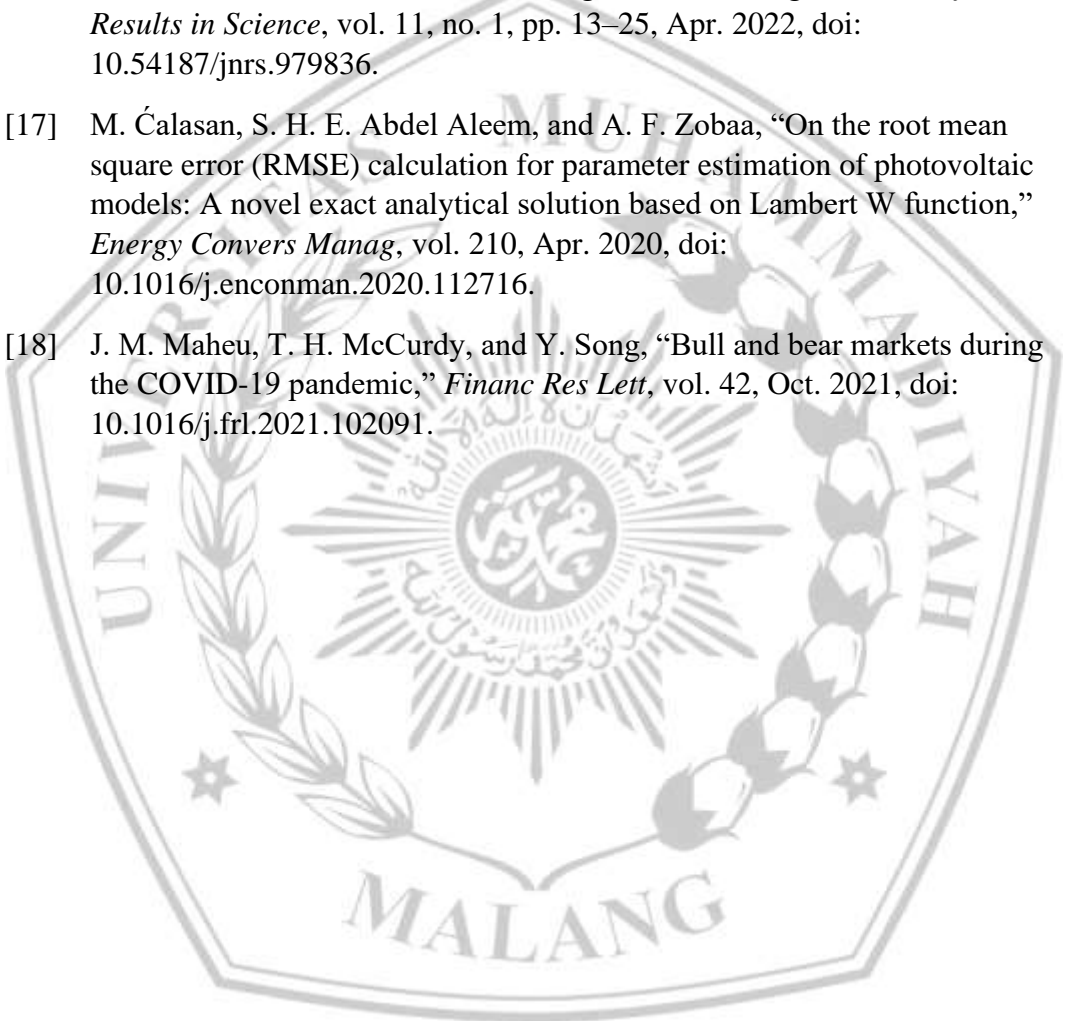 Results in Science, vol. 11, no. 1, pp. 13–25, Apr. 2022, doi:
10.54187/jnrs.979836.
[17] M. Ćalasan, S. H. E. Abdel Aleem, and A. F. Zobaa, “On the root mean
square error (RMSE) calculation for parameter estimation of photovoltaic
models: A novel exact analytical solution based on Lambert W function,”
Energy Convers Manag, vol. 210, Apr. 2020, doi:
10.1016/j.enconman.2020.112716.
[18] J. M. Maheu, T. H. McCurdy, and Y. Song, “Bull and bear markets during
the COVID-19 pandemic,” Financ Res Lett, vol. 42, Oct. 2021, doi:
10.1016/j.frl.2021.102091.
UNIVERSITAS MUHAMMADIYAH
MALANG